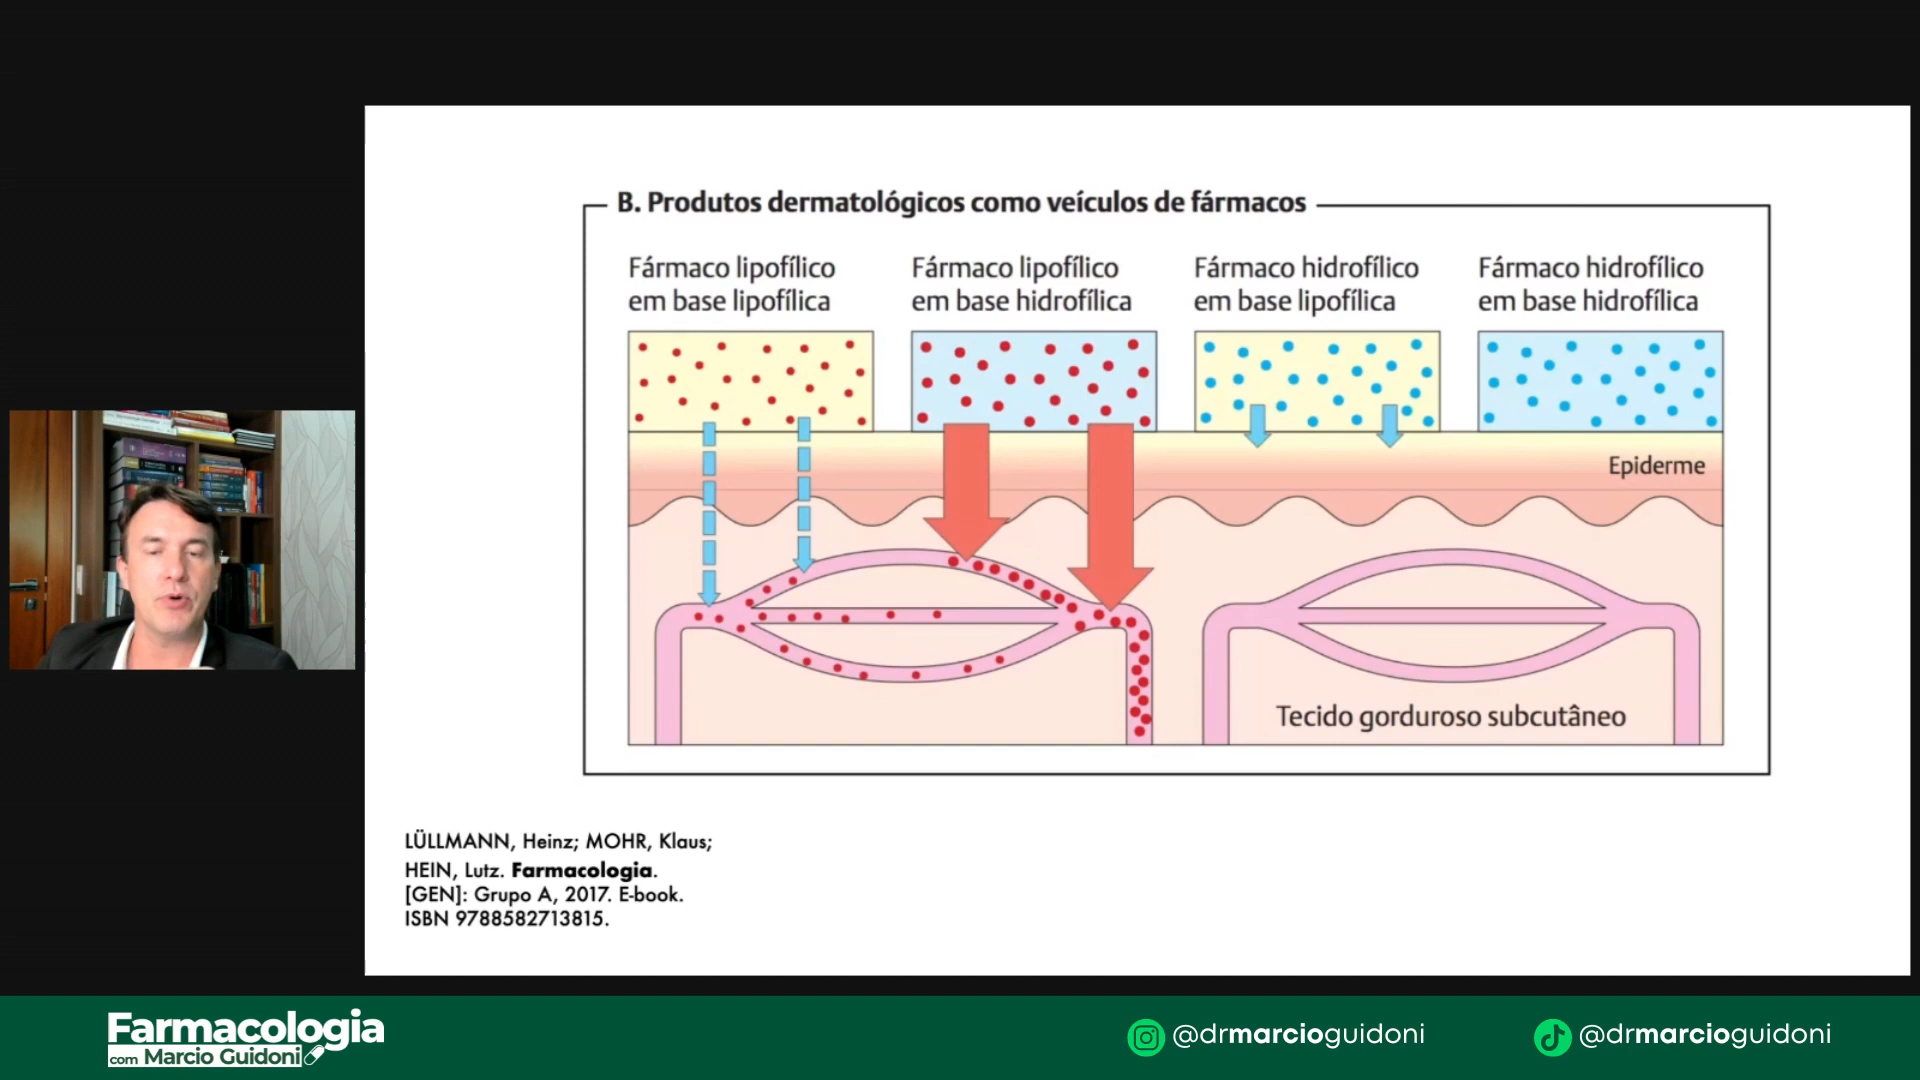 B. Produtos dermatológicos como veículos de fármacos
Fármaco lipofílico
em base lipofílica
Fármaco lipofílico
em base hidrofílica
Fármaco hidrofílico
em base lipofílica
Fármaco hidrofílico
em base hidrofílica
Epiderme
Tecido gorduroso subcutâneo
LÜLLMANN, Heinz; MOHR, Klaus;
HEIN, Lutz. Farmacologia.
[GEN]: Grupo A, 2017. E-book.
ISBN 9788582713815.
Farmacologia
com Marcio Guidoni
@drmarcioguidoni
@drmarcioguidoni